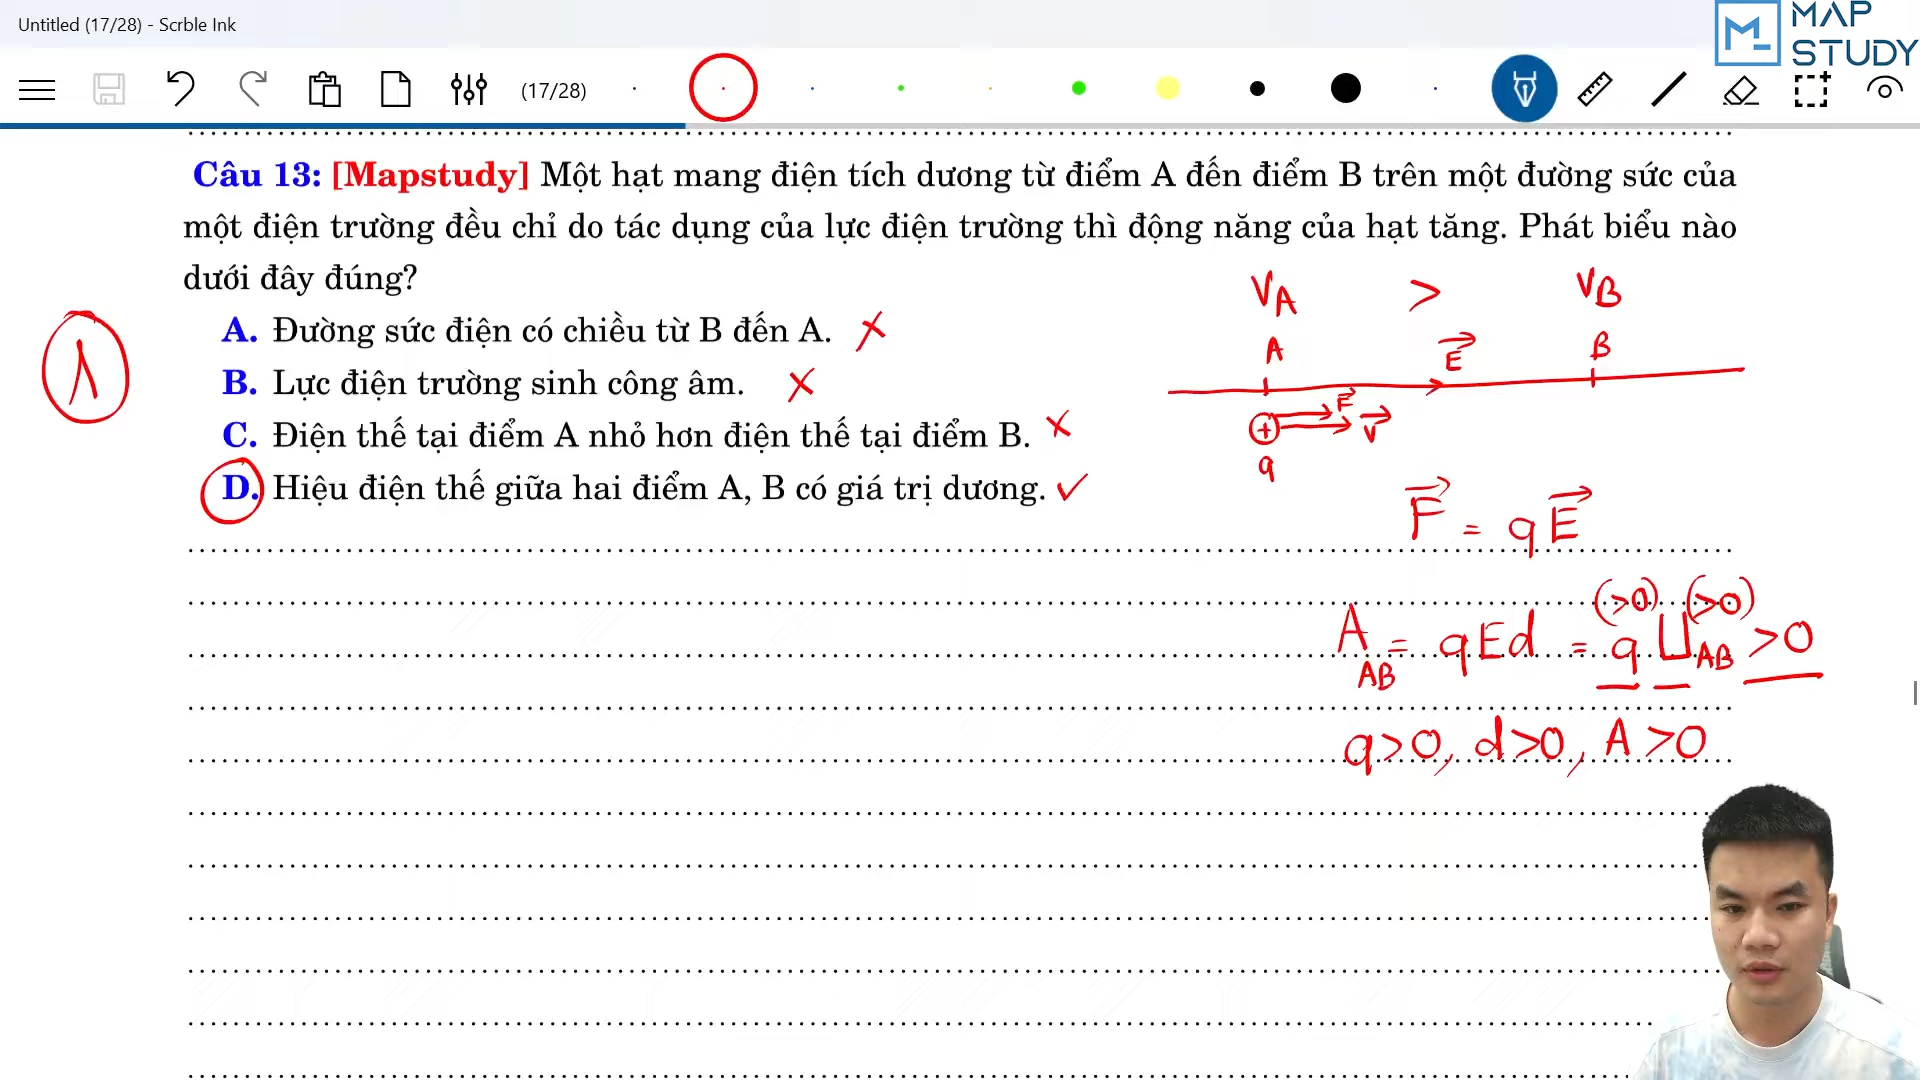 Untitled (17/28) - Scrble Ink
MAP
STUDY
(17/28)
Câu 13: [Mapstudy] Một hạt mang điện tích dương từ điểm A đến điểm B trên một đường sức của
một điện trường đều chỉ do tác dụng của lực điện trường thì động năng của hạt tăng. Phát biểu nào
dưới đây đúng?
V_A > V_B
A. Đường sức điện có chiều từ B đến A.
A E B
B. Lực điện trường sinh công âm.
F
C. Điện thế tại điểm A nhỏ hơn điện thế tại điểm B.
+ v
q
D. Hiệu điện thế giữa hai điểm A, B có giá trị dương.
F = qE
(>0) (>0)
A_AB = qEd = q U_AB > 0
q>0, d>0, A>0